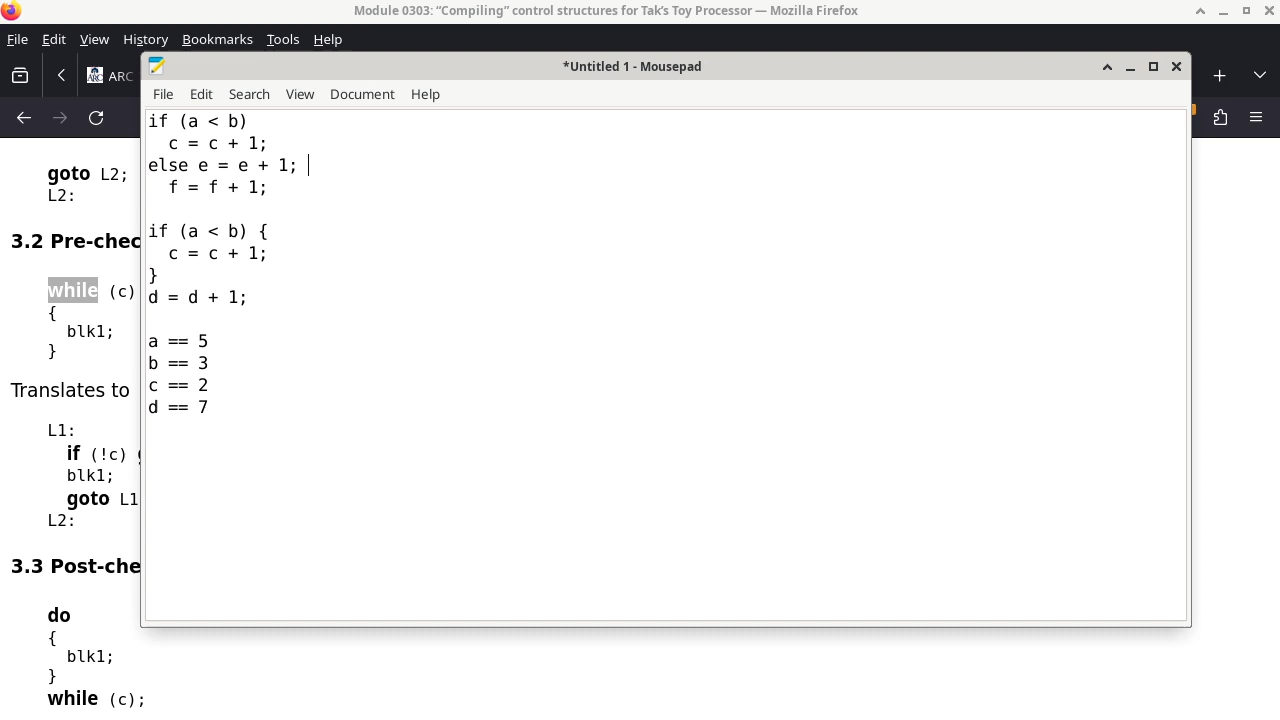 Module 0303: “Compiling” control structures for Tak’s Toy Processor — Mozilla Firefox
File Edit View History Bookmarks Tools Help
ARC ARC
*Untitled 1 - Mousepad
File Edit Search View Document Help
if (a < b)
  c = c + 1;
else e = e + 1;
  f = f + 1;
if (a < b) {
  c = c + 1;
}
d = d + 1;
a == 5
b == 3
c == 2
d == 7
goto L2;
L2:
3.2 Pre-chec
while (c)
{
  blk1;
}
Translates to
L1:
  if (!c) g
  blk1;
  goto L1
L2:
3.3 Post-che
do
{
  blk1;
}
while (c);